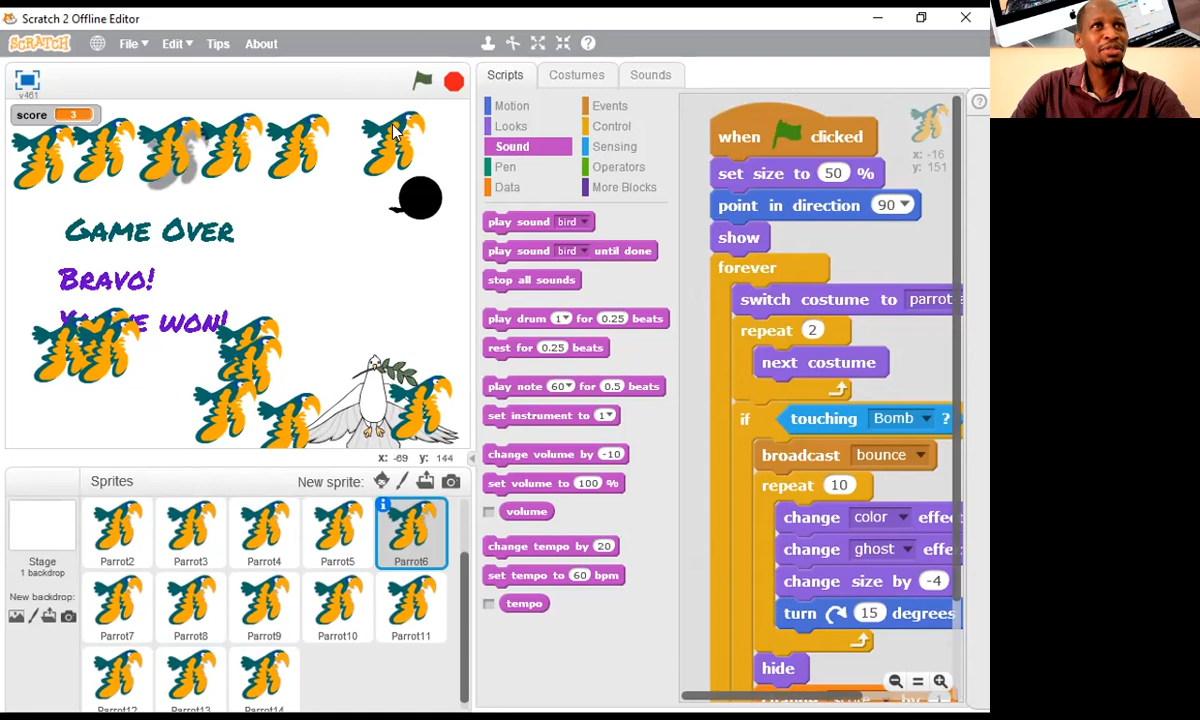 Scratch 2 Offline Editor
SCRATCH File Edit Tips About
v461
score 3
Game Over
Bravo!
won!
x: -69 y: 144
Sprites New sprite:
Stage
1 backdrop
New backdrop:
Parrot2 Parrot3 Parrot4 Parrot5 Parrot6
Parrot7 Parrot8 Parrot9 Parrot10 Parrot11
Parrot12 Parrot13 Parrot14
Scripts Costumes Sounds
Motion Events
Looks Control
Sound Sensing
Pen Operators
Data More Blocks
play sound bird
play sound bird until done
stop all sounds
play drum 1 for 0.25 beats
rest for 0.25 beats
play note 60 for 0.5 beats
set instrument to 1
change volume by -10
set volume to 100 %
volume
change tempo by 20
set tempo to 60 bpm
tempo
x: -16
y: 151
when clicked
set size to 50 %
point in direction 90
show
forever
switch costume to parrot
repeat 2
next costume
if touching Bomb ?
broadcast bounce
repeat 10
change color effe
change ghost effe
change size by -4
turn 15 degrees
hide